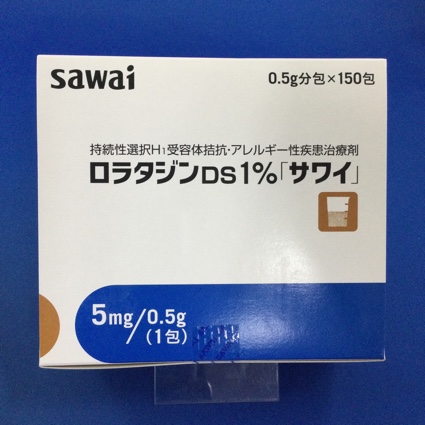 sawai
0.5g分包×150包
持続性選択H1受容体拮抗・アレルギー性疾患治療剤
ロラタジンDS1%「サワイ」
5mg/0.5g
(1包)